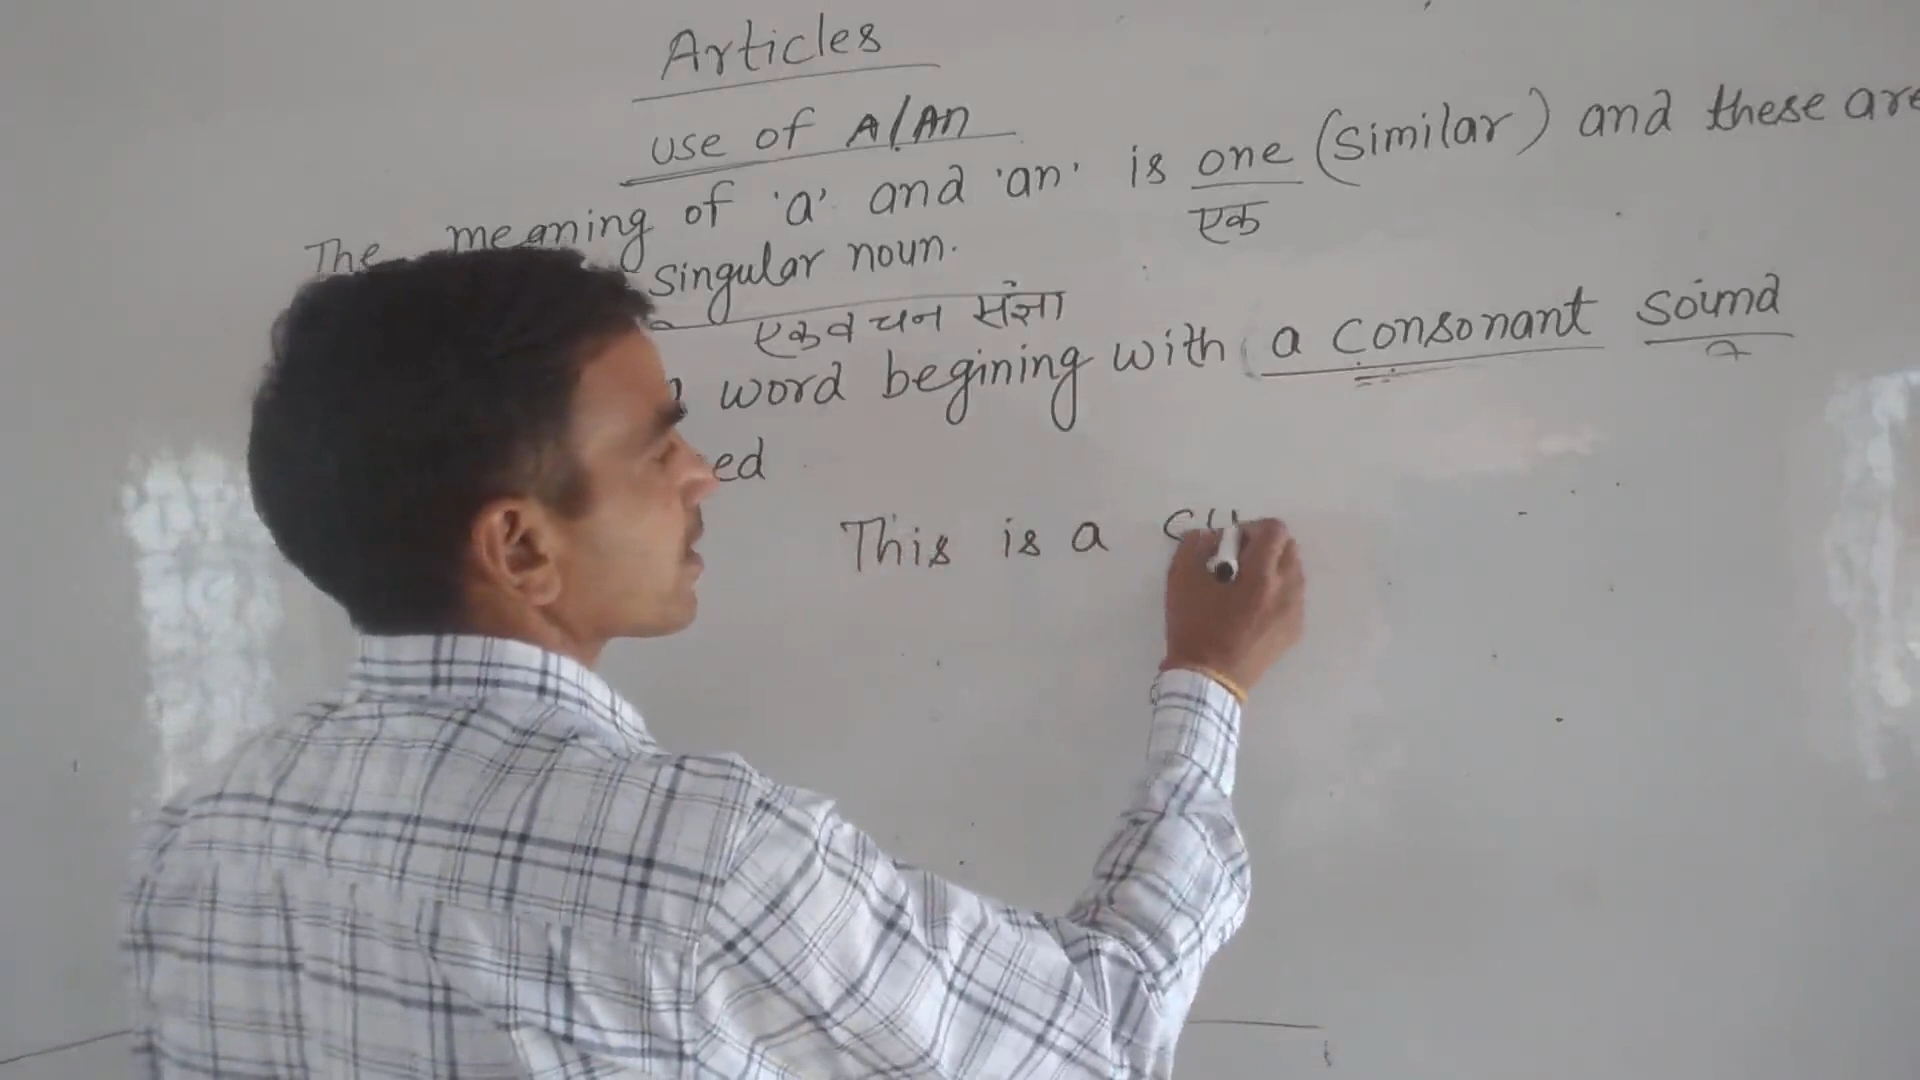 Articles
use of A/An
The meaning of 'a' and 'an' is one (similar) and these are
एक
singular noun.
एकवचन संज्ञा
word begining with a consonant sound
ed
This is a